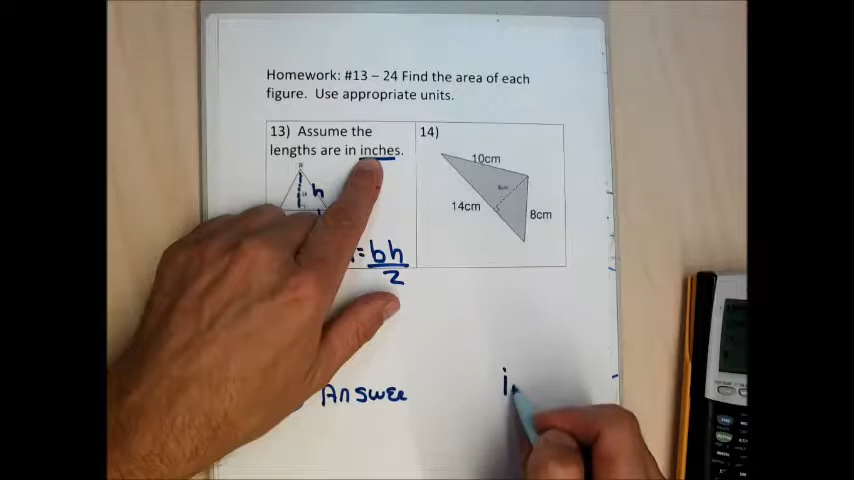 Homework: #13 – 24 Find the area of each
figure. Use appropriate units.
13) Assume the
lengths are in inches.
h
= bh
2
14)
10cm
6cm
14cm
8cm
Answer
i